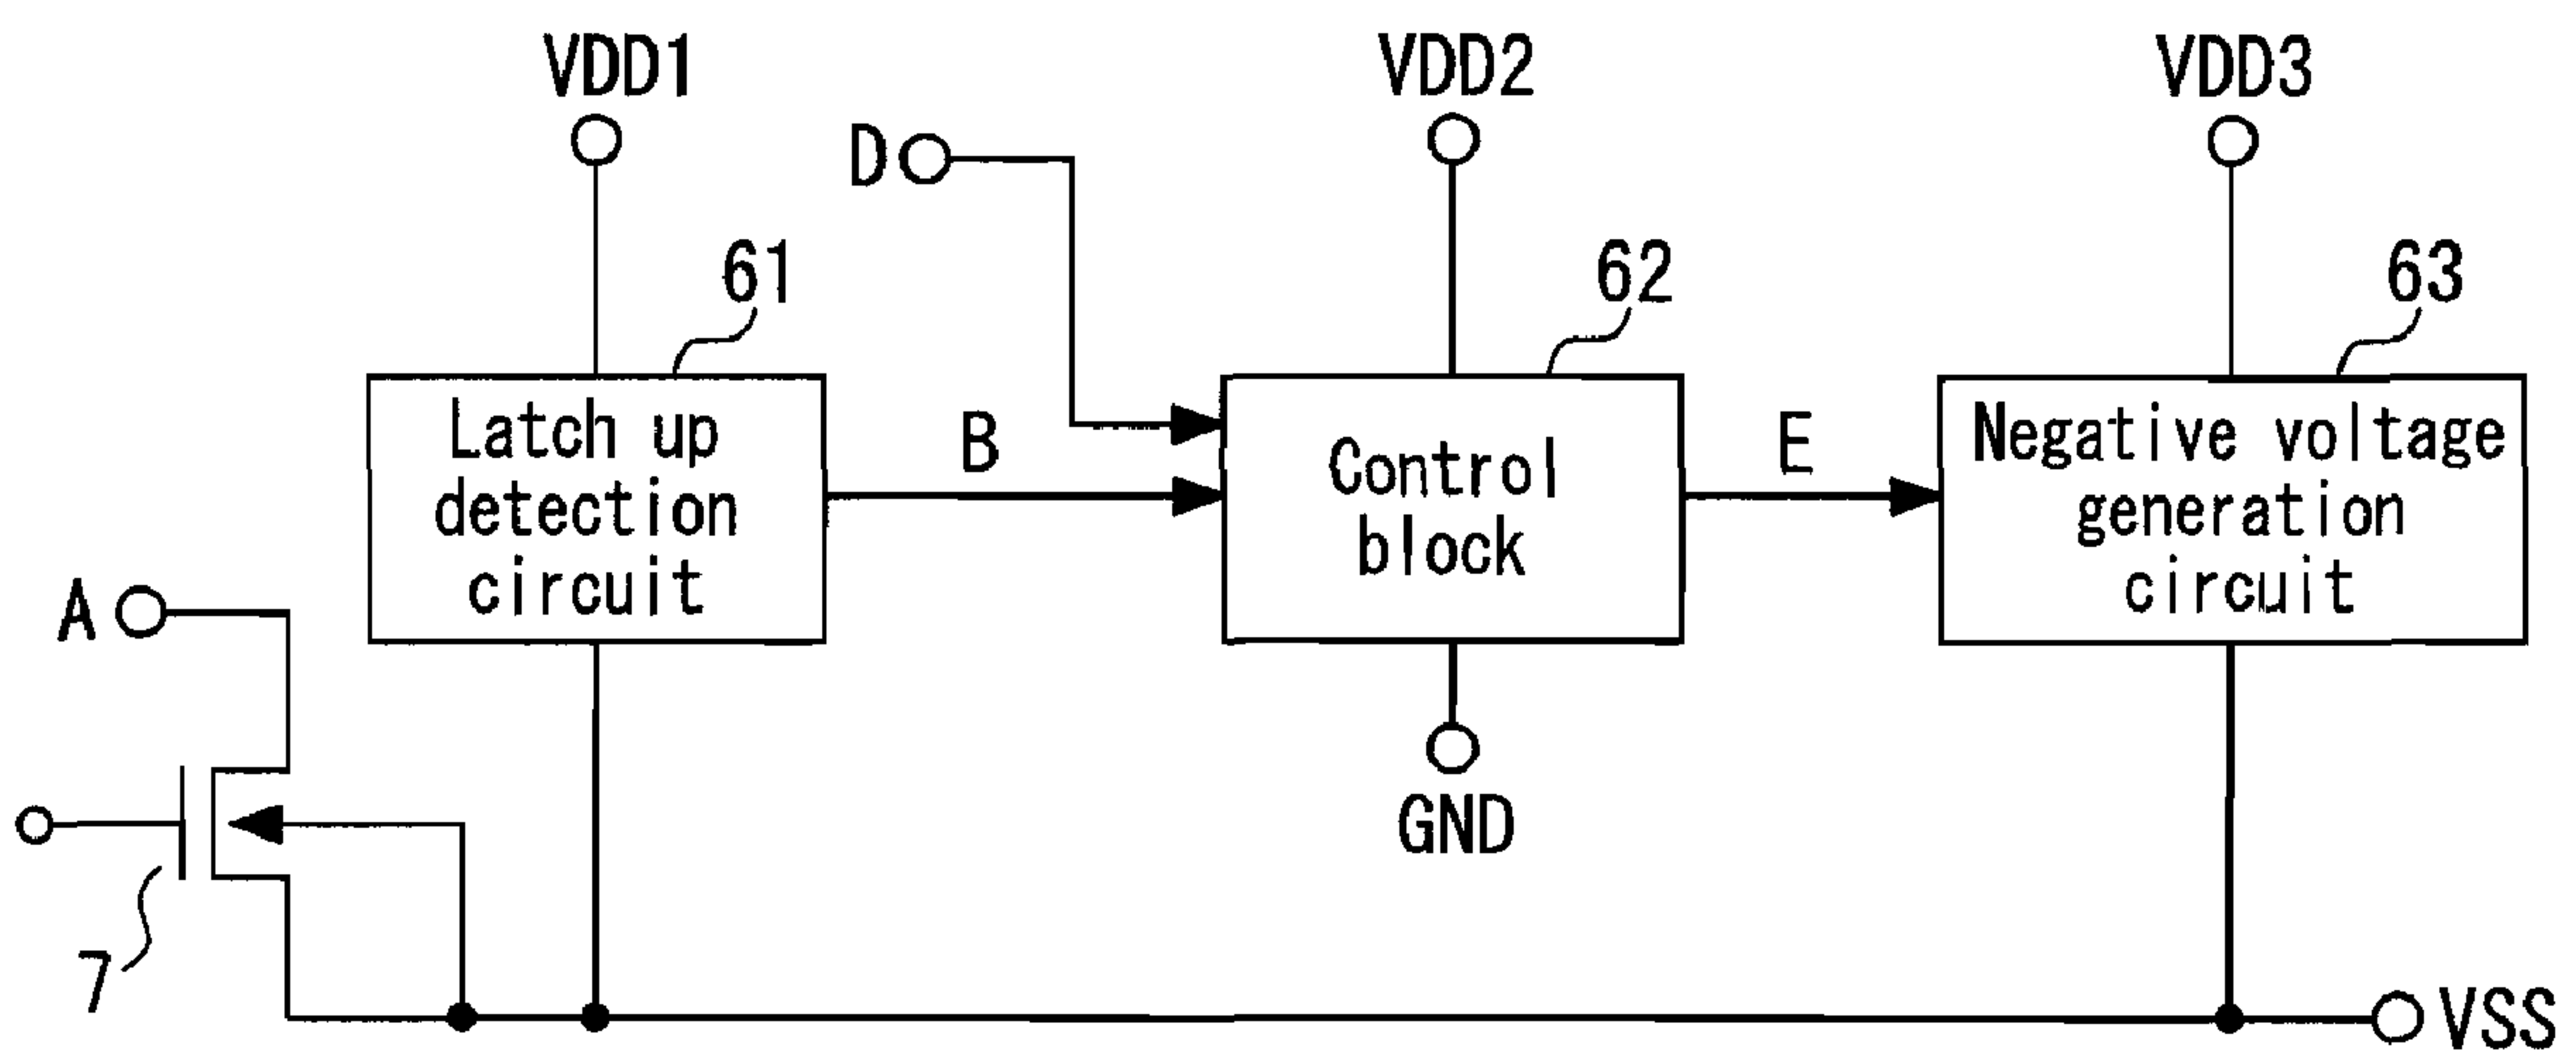 VDD1
VDD2
VDD3
D
61
62
63
Latch up
detection
circuit
B
Control
block
E
Negative voltage
generation
circuit
A
GND
7
VSS